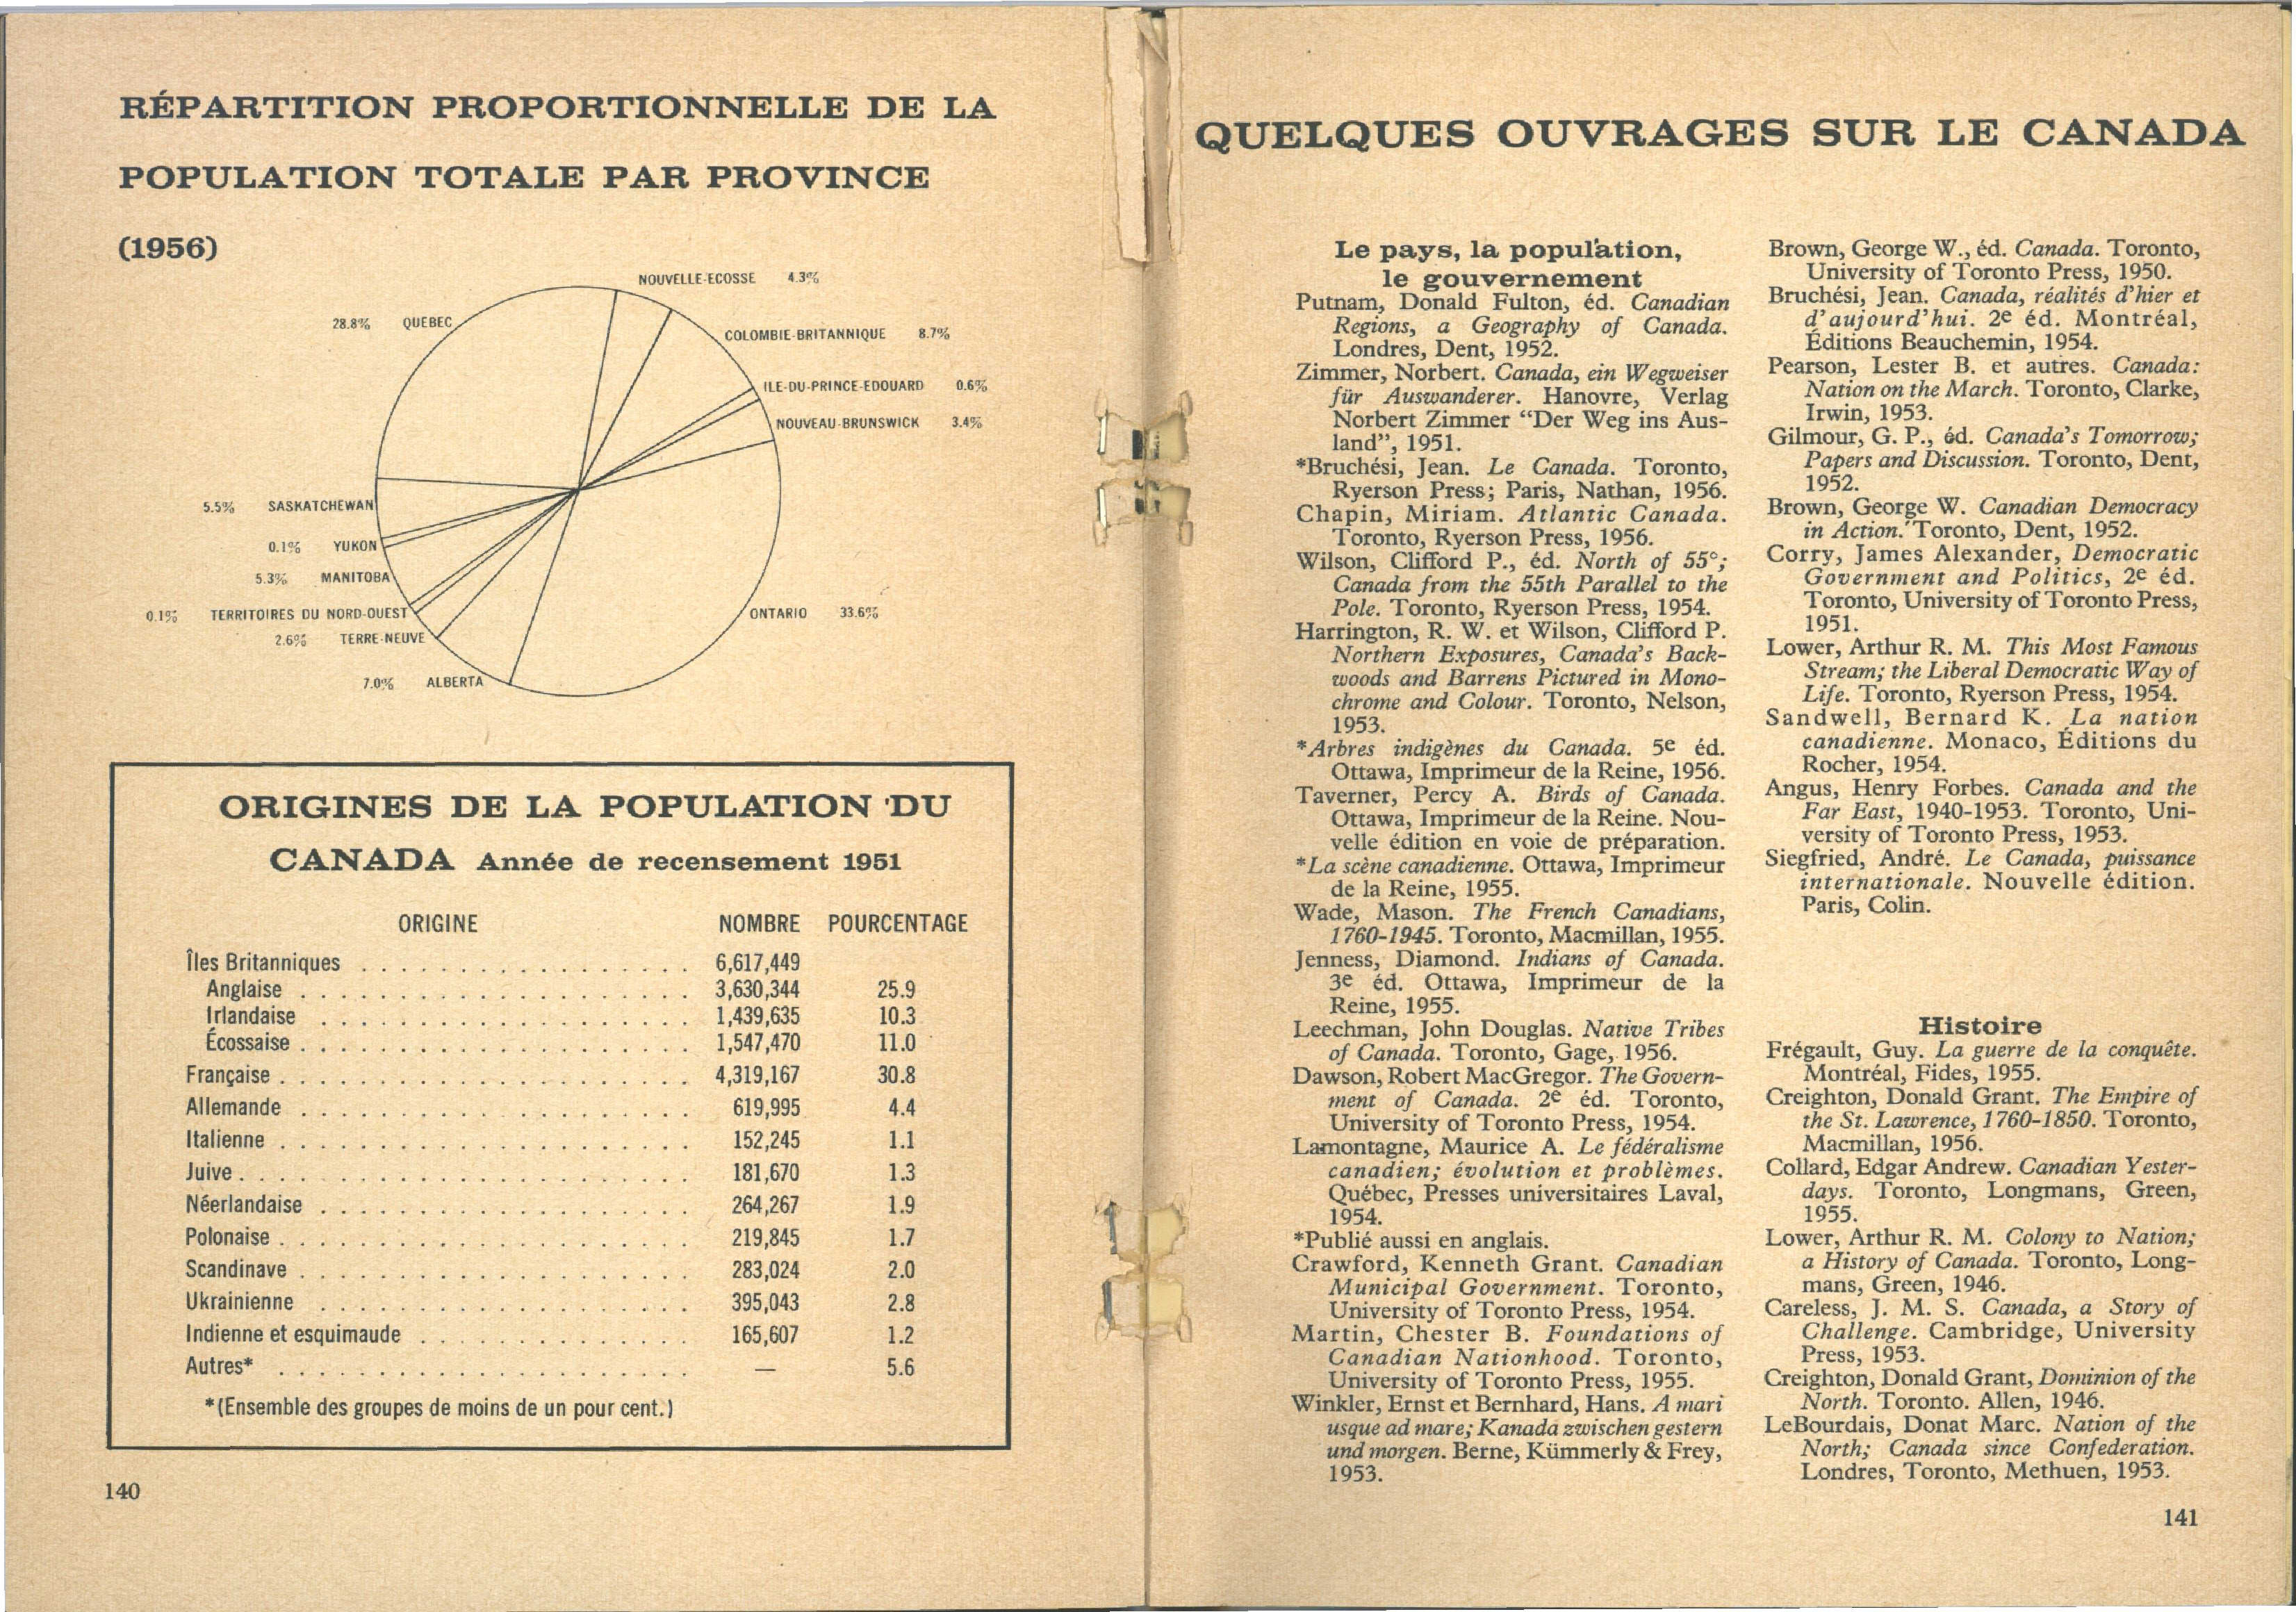 RÉPARTITION PROPORTIONNELLE DE LA
POPULATION TOTALE PAR PROVINCE
(1956)
NOUVELLE-ECOSSE 4.3%
28.8% QUEBEC
COLOMBIE-BRITANNIQUE 8.7%
ILE-DU-PRINCE-EDOUARD 0.6%
NOUVEAU-BRUNSWICK 3.4%
5.5% SASKATCHEWAN
0.1% YUKON
5.3% MANITOBA
0.1% TERRITOIRES DU NORD-OUEST
ONTARIO 33.6%
2.6% TERRE-NEUVE
7.0% ALBERTA
ORIGINES DE LA POPULATION DU
CANADA Année de recensement 1951
ORIGINE NOMBRE POURCENTAGE
Îles Britanniques . . . . . . . . . . . . . . . . . 6,617,449
Anglaise . . . . . . . . . . . . . . . . . . . . 3,630,344 25.9
Irlandaise . . . . . . . . . . . . . . . . . . . 1,439,635 10.3
Écossaise . . . . . . . . . . . . . . . . . . . . 1,547,470 11.0
Française . . . . . . . . . . . . . . . . . . . . . 4,319,167 30.8
Allemande . . . . . . . . . . . . . . . . . . . . 619,995 4.4
Italienne . . . . . . . . . . . . . . . . . . . . . 152,245 1.1
Juive . . . . . . . . . . . . . . . . . . . . . . . 181,670 1.3
Néerlandaise . . . . . . . . . . . . . . . . . . . 264,267 1.9
Polonaise . . . . . . . . . . . . . . . . . . . . . 219,845 1.7
Scandinave . . . . . . . . . . . . . . . . . . . . 283,024 2.0
Ukrainienne . . . . . . . . . . . . . . . . . . . 395,043 2.8
Indienne et esquimaude . . . . . . . . . . . . . . 165,607 1.2
Autres* . . . . . . . . . . . . . . . . . . . . . — 5.6
*(Ensemble des groupes de moins de un pour cent.)
140
QUELQUES OUVRAGES SUR LE CANADA
Le pays, la population,
le gouvernement
Putnam, Donald Fulton, éd. Canadian
Regions, a Geography of Canada.
Londres, Dent, 1952.
Zimmer, Norbert. Canada, ein Wegweiser
für Auswanderer. Hanovre, Verlag
Norbert Zimmer “Der Weg ins Aus-
land”, 1951.
*Bruchési, Jean. Le Canada. Toronto,
Ryerson Press; Paris, Nathan, 1956.
Chapin, Miriam. Atlantic Canada.
Toronto, Ryerson Press, 1956.
Wilson, Clifford P., éd. North of 55°;
Canada from the 55th Parallel to the
Pole. Toronto, Ryerson Press, 1954.
Harrington, R. W. et Wilson, Clifford P.
Northern Exposures, Canada's Back-
woods and Barrens Pictured in Mono-
chrome and Colour. Toronto, Nelson,
1953.
*Arbres indigènes du Canada. 5e éd.
Ottawa, Imprimeur de la Reine, 1956.
Taverner, Percy A. Birds of Canada.
Ottawa, Imprimeur de la Reine. Nou-
velle édition en voie de préparation.
*La scène canadienne. Ottawa, Imprimeur
de la Reine, 1955.
Wade, Mason. The French Canadians,
1760-1945. Toronto, Macmillan, 1955.
Jenness, Diamond. Indians of Canada.
3e éd. Ottawa, Imprimeur de la
Reine, 1955.
Leechman, John Douglas. Native Tribes
of Canada. Toronto, Gage, 1956.
Dawson, Robert MacGregor. The Govern-
ment of Canada. 2e éd. Toronto,
University of Toronto Press, 1954.
Lamontagne, Maurice A. Le fédéralisme
canadien; évolution et problèmes.
Québec, Presses universitaires Laval,
1954.
*Publié aussi en anglais.
Crawford, Kenneth Grant. Canadian
Municipal Government. Toronto,
University of Toronto Press, 1954.
Martin, Chester B. Foundations of
Canadian Nationhood. Toronto,
University of Toronto Press, 1955.
Winkler, Ernst et Bernhard, Hans. A mari
usque ad mare; Kanada zwischen gestern
und morgen. Berne, Kümmerly & Frey,
1953.
Brown, George W., éd. Canada. Toronto,
University of Toronto Press, 1950.
Bruchési, Jean. Canada, réalités d'hier et
d'aujourd'hui. 2e éd. Montréal,
Éditions Beauchemin, 1954.
Pearson, Lester B. et autres. Canada:
Nation on the March. Toronto, Clarke,
Irwin, 1953.
Gilmour, G. P., éd. Canada's Tomorrow;
Papers and Discussion. Toronto, Dent,
1952.
Brown, George W. Canadian Democracy
in Action. Toronto, Dent, 1952.
Corry, James Alexander, Democratic
Government and Politics, 2e éd.
Toronto, University of Toronto Press,
1951.
Lower, Arthur R. M. This Most Famous
Stream; the Liberal Democratic Way of
Life. Toronto, Ryerson Press, 1954.
Sandwell, Bernard K. La nation
canadienne. Monaco, Éditions du
Rocher, 1954.
Angus, Henry Forbes. Canada and the
Far East, 1940-1953. Toronto, Uni-
versity of Toronto Press, 1953.
Siegfried, André. Le Canada, puissance
internationale. Nouvelle édition.
Paris, Colin.
Histoire
Frégault, Guy. La guerre de la conquête.
Montréal, Fides, 1955.
Creighton, Donald Grant. The Empire of
the St. Lawrence, 1760-1850. Toronto,
Macmillan, 1956.
Collard, Edgar Andrew. Canadian Yester-
days. Toronto, Longmans, Green,
1955.
Lower, Arthur R. M. Colony to Nation;
a History of Canada. Toronto, Long-
mans, Green, 1946.
Careless, J. M. S. Canada, a Story of
Challenge. Cambridge, University
Press, 1953.
Creighton, Donald Grant, Dominion of the
North. Toronto. Allen, 1946.
LeBourdais, Donat Marc. Nation of the
North; Canada since Confederation.
Londres, Toronto, Methuen, 1953.
141